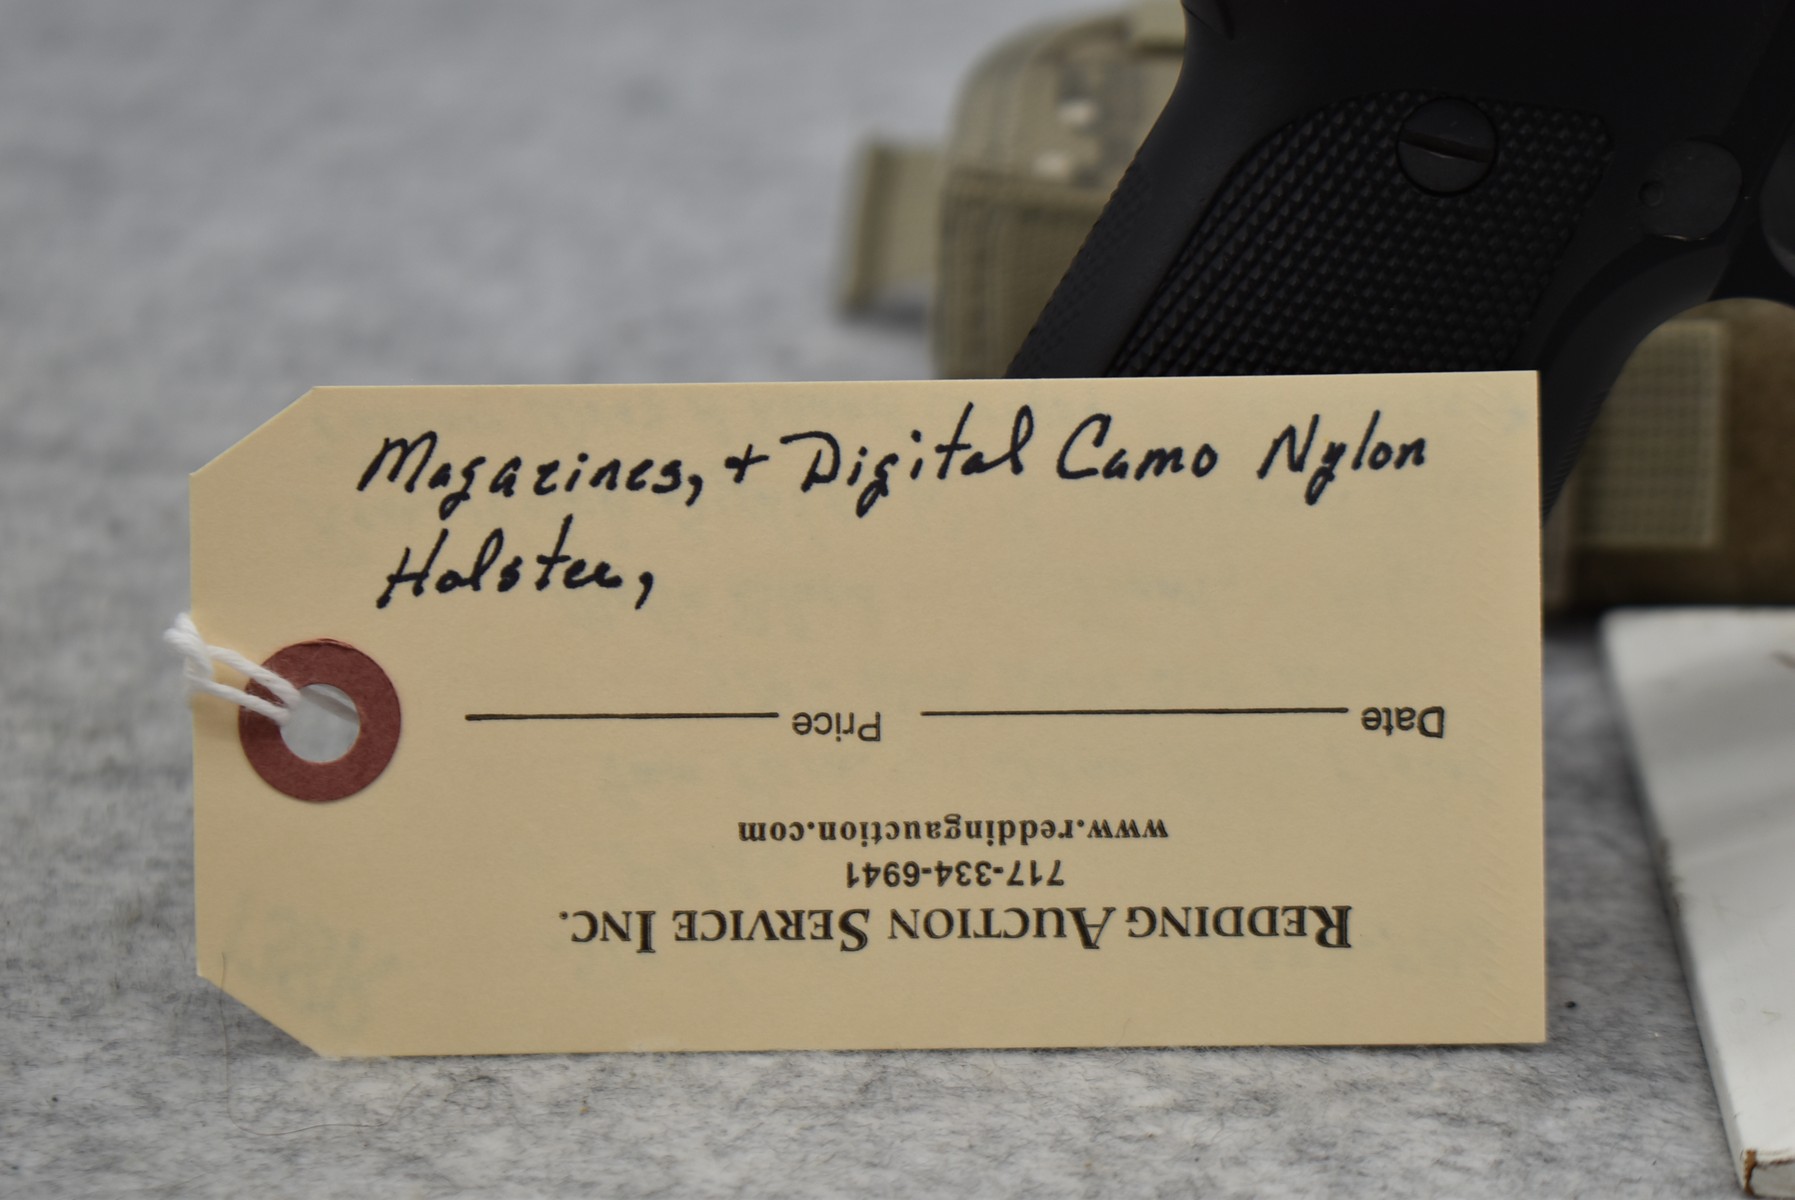 Magazines, + Digital Camo Nylon
Holster,
REDDING AUCTION SERVICE INC.
717-334-6941
www.reddingauction.com
Date Price